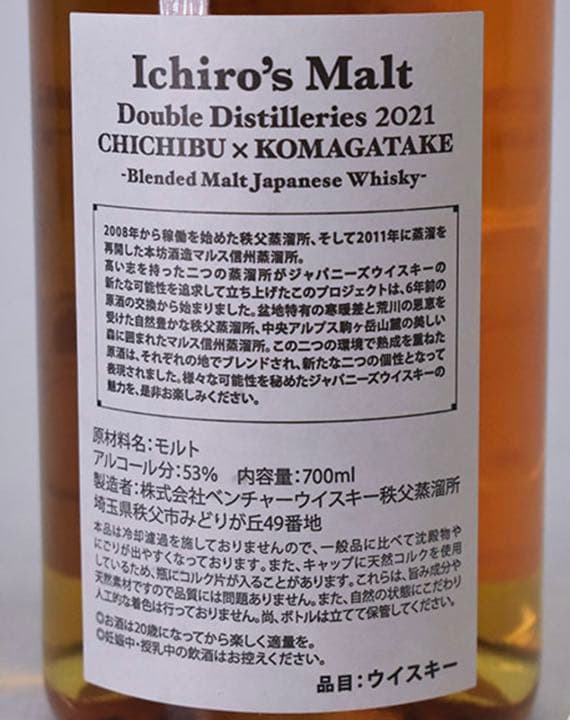 Ichiro's Malt
Double Distilleries 2021
CHICHIBU × KOMAGATAKE
-Blended Malt Japanese Whisky-
2008年から稼働を始めた秩父蒸溜所、そして2011年に蒸溜を
再開した本坊酒造マルス信州蒸溜所。
高い志を持った二つの蒸溜所がジャパニーズウイスキーの
新たな可能性を追求して立ち上げたこのプロジェクトは、6年前の
原酒の交換から始まりました。盆地特有の寒暖差と荒川の恩恵を
受けた自然豊かな秩父蒸溜所、中央アルプス駒ヶ岳山麓の美しい
森に囲まれたマルス信州蒸溜所。この二つの環境で熟成を重ねた
原酒は、それぞれの地でブレンドされ、新たな二つの個性となって
表現されました。様々な可能性を秘めたジャパニーズウイスキーの
魅力を、是非お楽しみください。
原材料名：モルト
アルコール分：53% 内容量：700ml
製造者：株式会社ベンチャーウイスキー秩父蒸溜所
埼玉県秩父市みどりが丘49番地
本品は冷却濾過を施しておりませんので、一般品に比べて沈殿物や
にごりが出やすくなっております。また、キャップに天然コルクを使用
しているため、瓶にコルク片が入ることがあります。これらは、旨み成分や
天然素材ですので品質には問題ありません。また、自然の状態にこだわり
人工的な着色は行っておりません。尚、ボトルは立てて保管してください。
◎お酒は20歳になってから楽しく適量を。
◎妊娠中・授乳中の飲酒はお控えください。
品目：ウイスキー